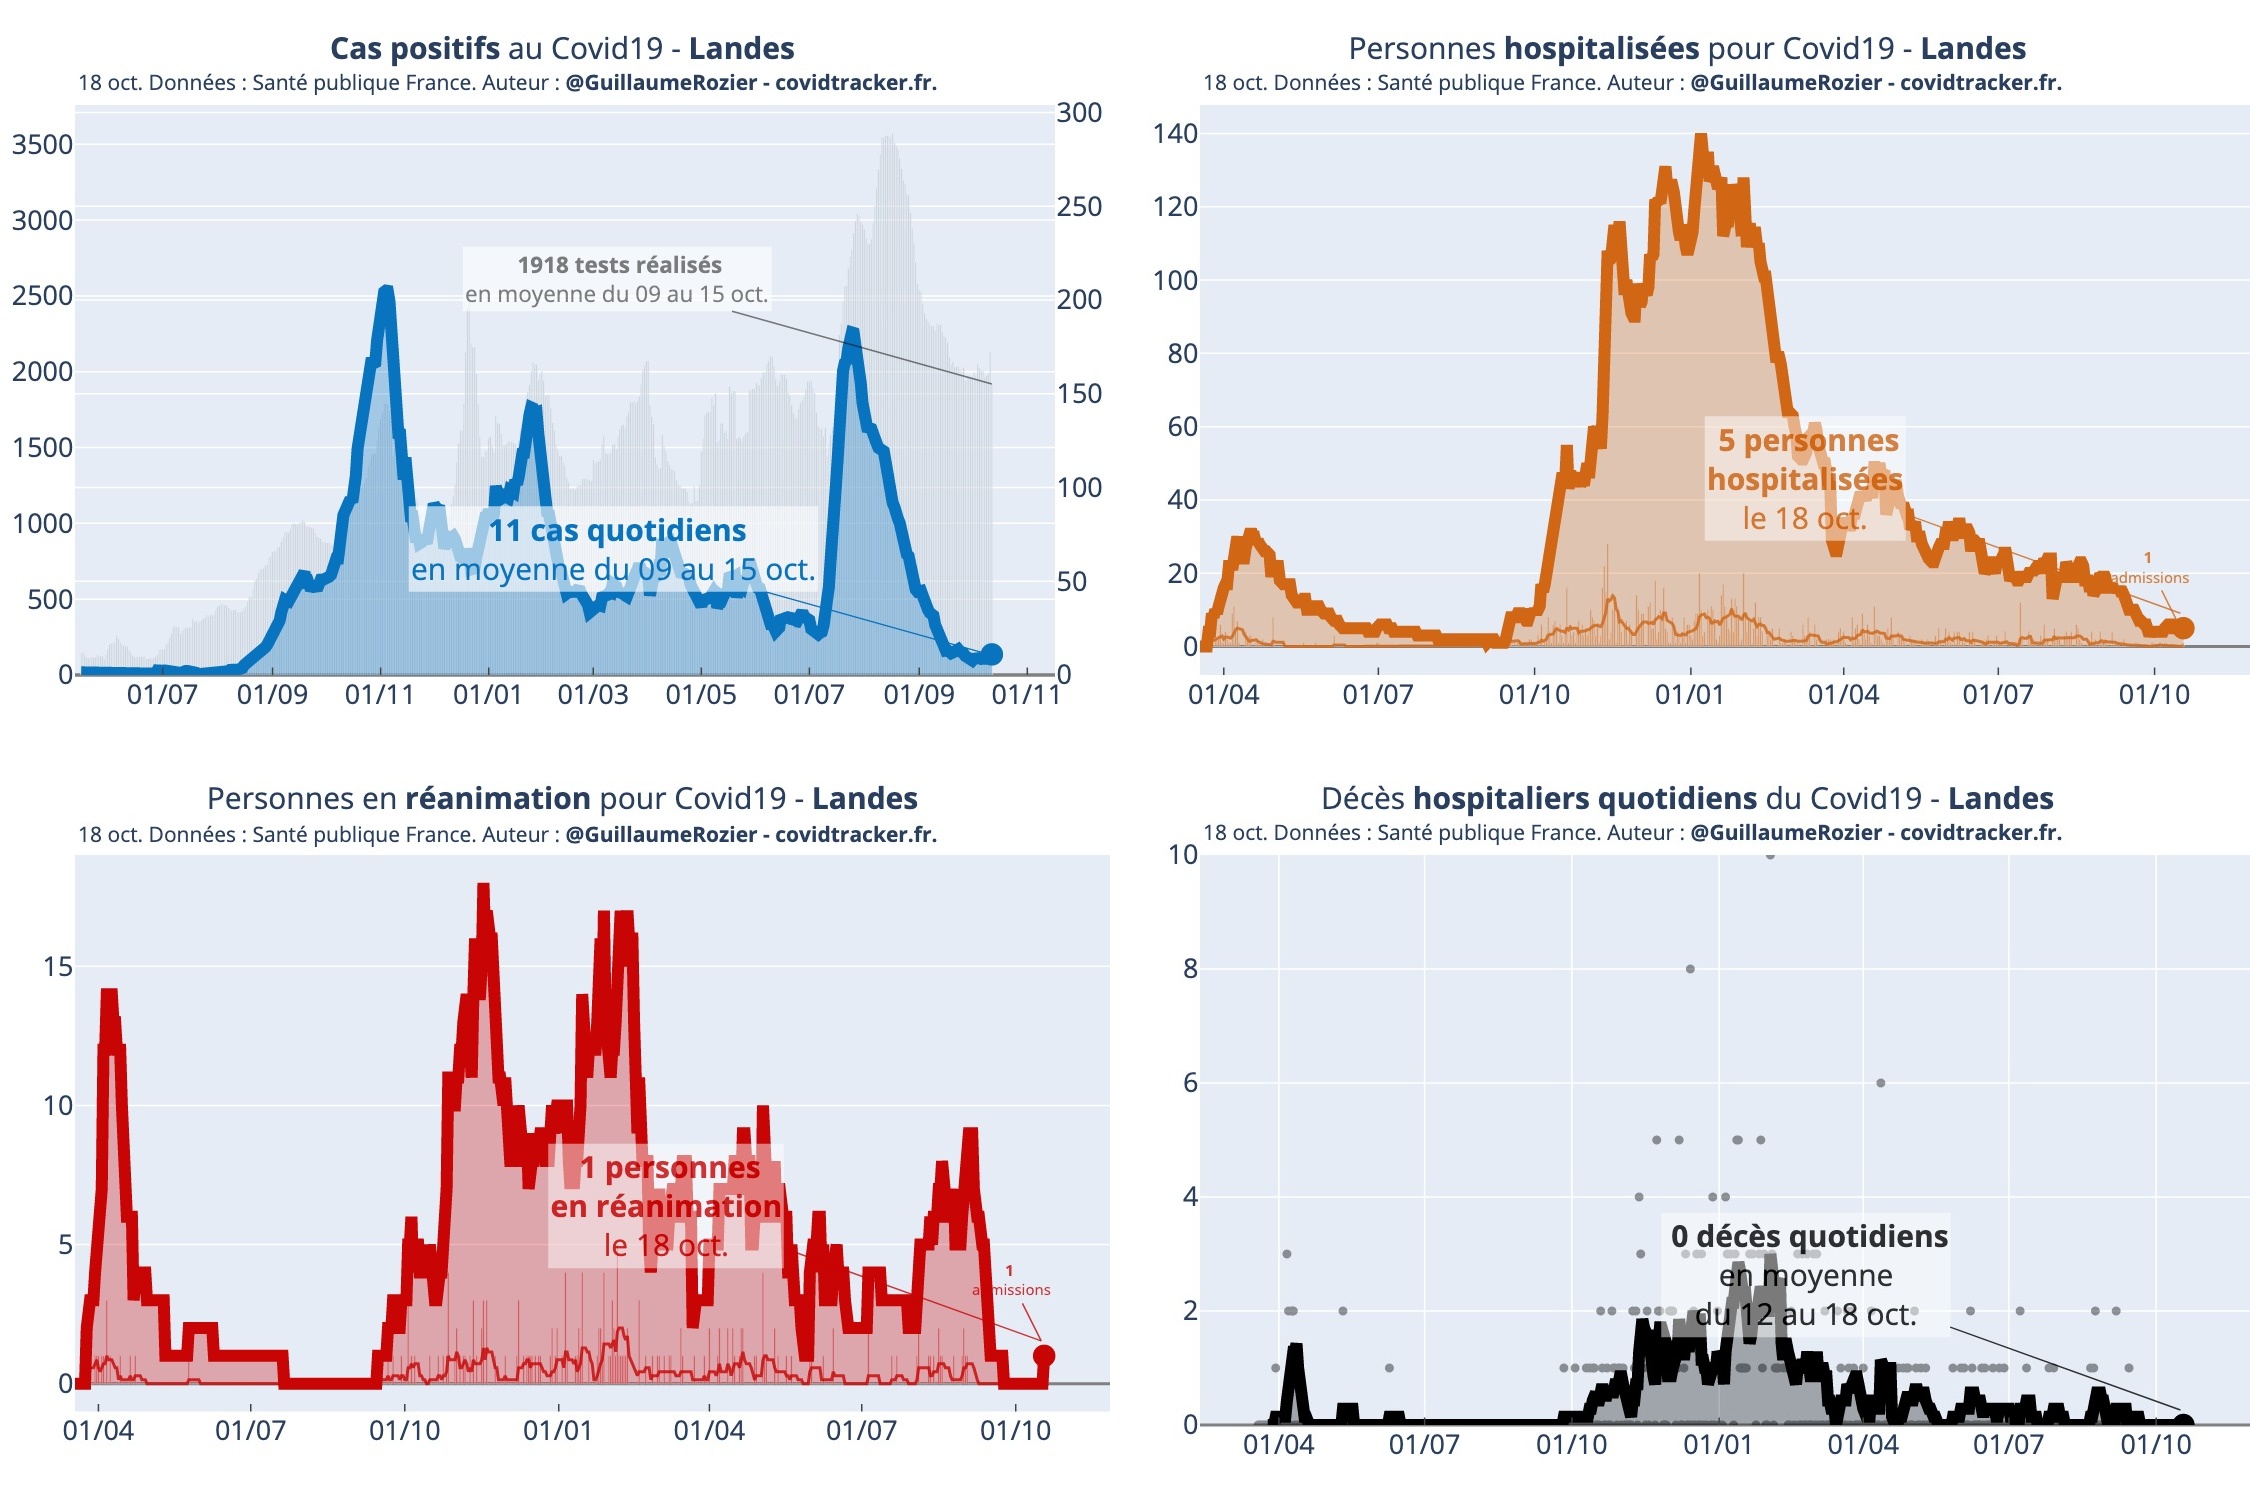 Cas positifs au Covid19 - Landes
18 oct. Données : Santé publique France. Auteur : @GuillaumeRozier - covidtracker.fr.
3500
3000
2500
2000
1500
1000
500
0
300
250
200
150
100
50
0
1918 tests réalisés
en moyenne du 09 au 15 oct.
11 cas quotidiens
en moyenne du 09 au 15 oct.
01/07 01/09 01/11 01/01 01/03 01/05 01/07 01/09 01/11
Personnes hospitalisées pour Covid19 - Landes
18 oct. Données : Santé publique France. Auteur : @GuillaumeRozier - covidtracker.fr.
140
120
100
80
60
40
20
0
5 personnes
hospitalisées
le 18 oct.
1
admissions
01/04 01/07 01/10 01/01 01/04 01/07 01/10
Personnes en réanimation pour Covid19 - Landes
18 oct. Données : Santé publique France. Auteur : @GuillaumeRozier - covidtracker.fr.
15
10
5
0
1 personnes
en réanimation
le 18 oct.
1
admissions
01/04 01/07 01/10 01/01 01/04 01/07 01/10
Décès hospitaliers quotidiens du Covid19 - Landes
18 oct. Données : Santé publique France. Auteur : @GuillaumeRozier - covidtracker.fr.
10
8
6
4
2
0
0 décès quotidiens
en moyenne
du 12 au 18 oct.
01/04 01/07 01/10 01/01 01/04 01/07 01/10